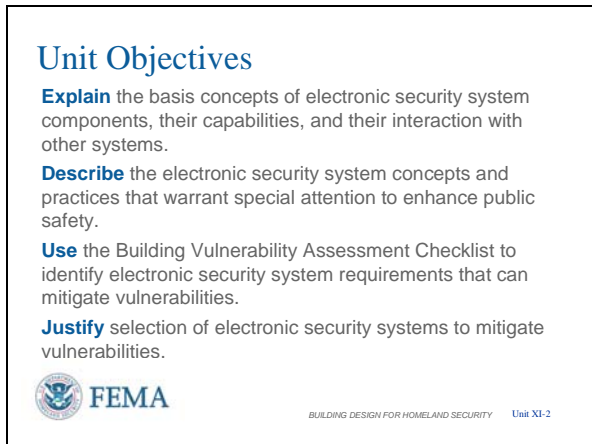 Unit Objectives
Explain the basis concepts of electronic security system
components, their capabilities, and their interaction with
other systems.
Describe the electronic security system concepts and
practices that warrant special attention to enhance public
safety.
Use the Building Vulnerability Assessment Checklist to
identify electronic security system requirements that can
mitigate vulnerabilities.
Justify selection of electronic security systems to mitigate
vulnerabilities.
FEMA
BUILDING DESIGN FOR HOMELAND SECURITY Unit XI-2